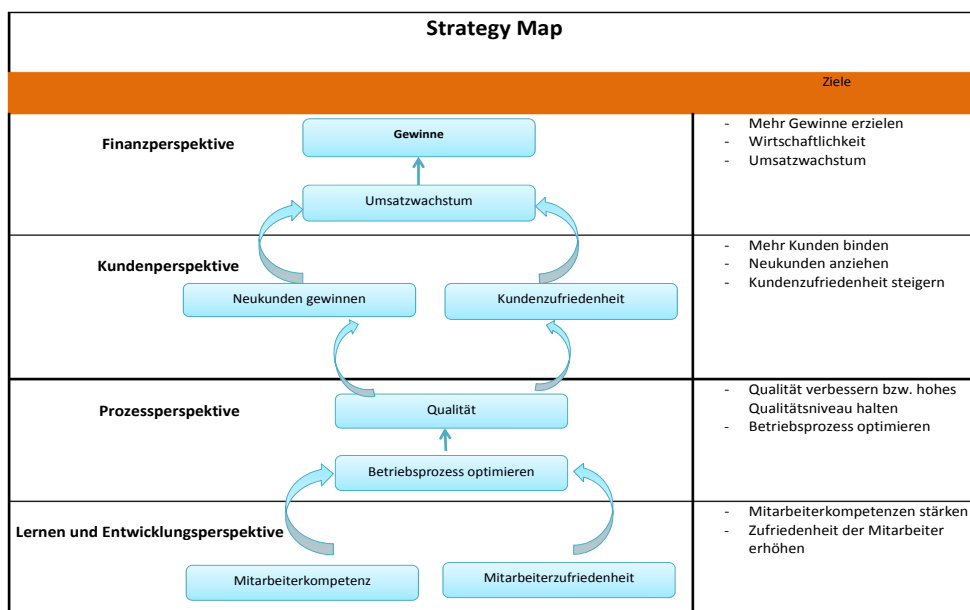 Strategy Map
Ziele
Finanzperspektive
Gewinne
Umsatzwachstum
- Mehr Gewinne erzielen
- Wirtschaftlichkeit
- Umsatzwachstum
Kundenperspektive
Neukunden gewinnen
Kundenzufriedenheit
- Mehr Kunden binden
- Neukunden anziehen
- Kundenzufriedenheit steigern
Prozessperspektive
Qualität
Betriebsprozess optimieren
- Qualität verbessern bzw. hohes
Qualitätsniveau halten
- Betriebsprozess optimieren
Lernen und Entwicklungsperspektive
Mitarbeiterkompetenz
Mitarbeiterzufriedenheit
- Mitarbeiterkompetenzen stärken
- Zufriedenheit der Mitarbeiter
erhöhen